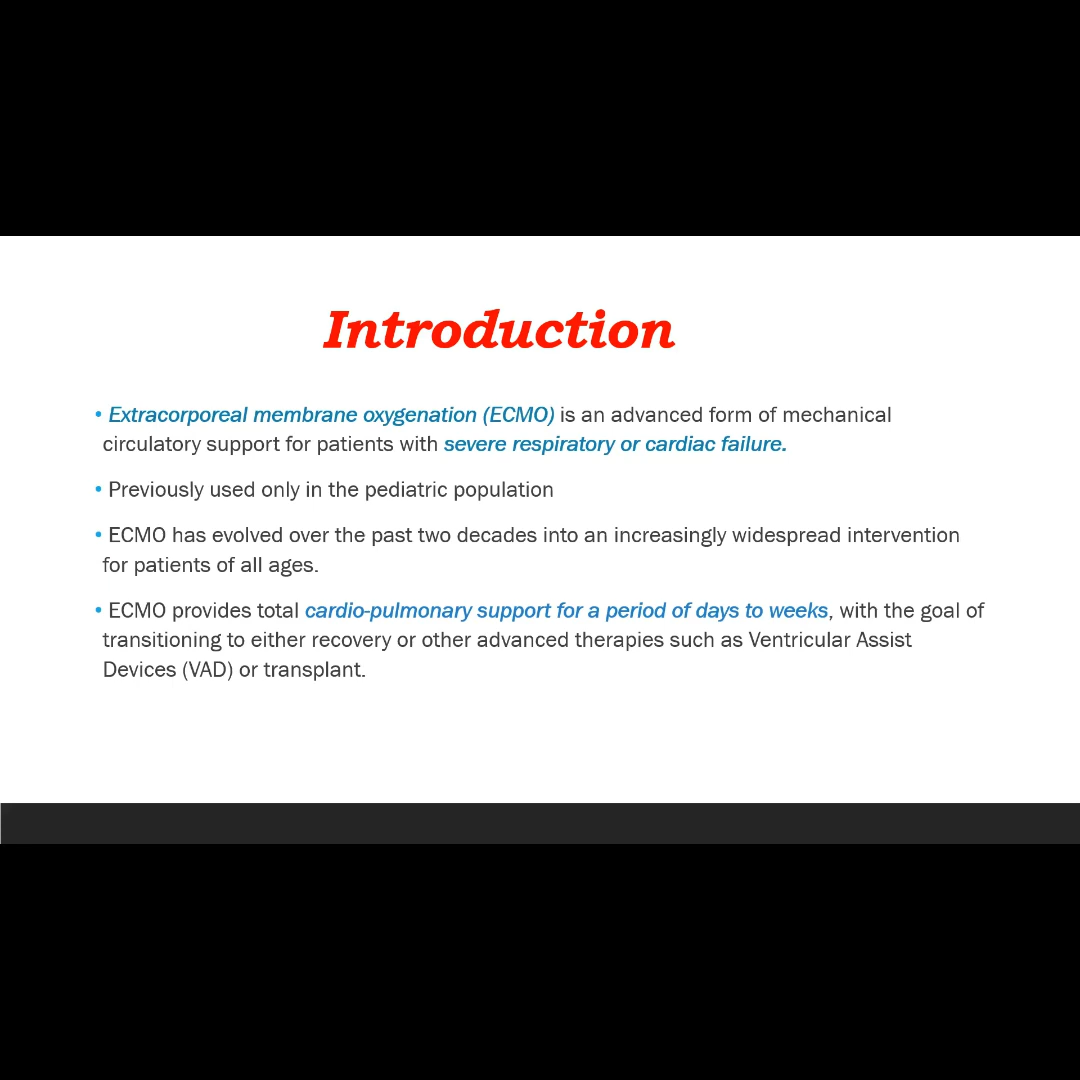 Introduction
• Extracorporeal membrane oxygenation (ECMO) is an advanced form of mechanical
circulatory support for patients with severe respiratory or cardiac failure.
• Previously used only in the pediatric population
• ECMO has evolved over the past two decades into an increasingly widespread intervention
for patients of all ages.
• ECMO provides total cardio-pulmonary support for a period of days to weeks, with the goal of
transitioning to either recovery or other advanced therapies such as Ventricular Assist
Devices (VAD) or transplant.